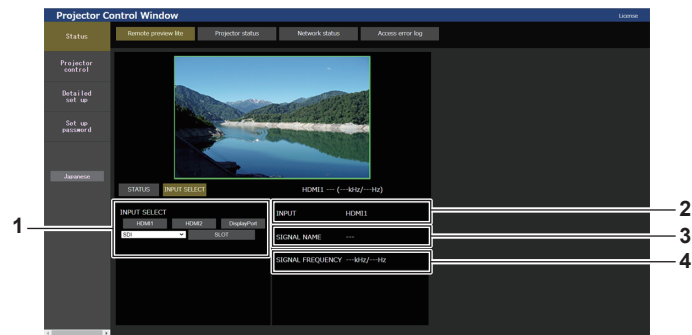 Projector Control Window
License
Status
Remote preview lite
Projector status
Network status
Access error log
Projector
control
Detailed
set up
Set up
password
Japanese
STATUS
INPUT SELECT
HDMI1 --- (---kHz/---Hz)
1
INPUT SELECT
HDMI1
HDMI2
DisplayPort
SDI
SLOT
INPUT HDMI1
2
SIGNAL NAME ---
3
SIGNAL FREQUENCY ---kHz/---Hz
4